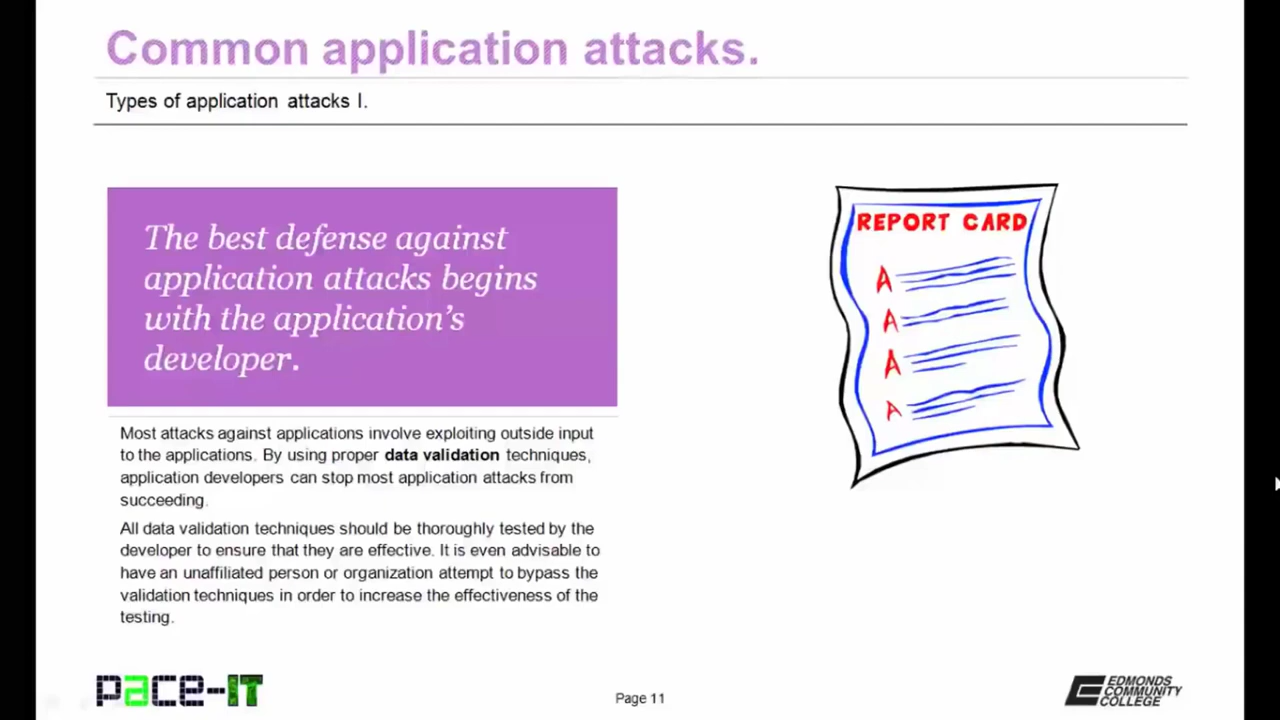 Common application attacks.
Types of application attacks I.
The best defense against
application attacks begins
with the application's
developer.
Most attacks against applications involve exploiting outside input
to the applications. By using proper data validation techniques,
application developers can stop most application attacks from
succeeding.
All data validation techniques should be thoroughly tested by the
developer to ensure that they are effective. It is even advisable to
have an unaffiliated person or organization attempt to bypass the
validation techniques in order to increase the effectiveness of the
testing.
REPORT CARD
A
A
A
A
pace-IT
Page 11
EDMONDS
COMMUNITY
COLLEGE